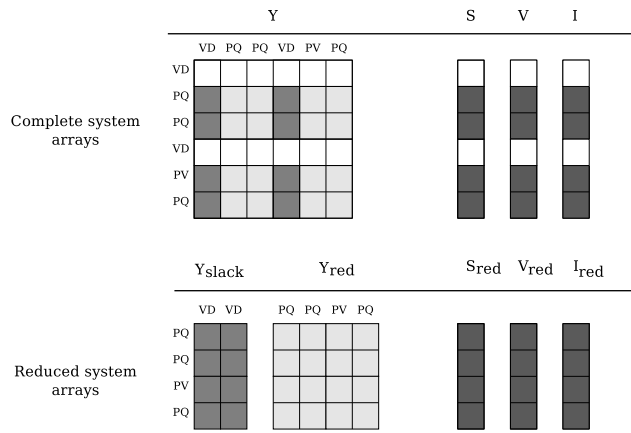 Y S V I
VD PQ PQ VD PV PQ
VD
PQ
PQ
VD
PV
PQ
Complete system
arrays
Yslack Yred Sred Vred Ired
VD VD PQ PQ PV PQ
PQ
PQ
PV
PQ
Reduced system
arrays